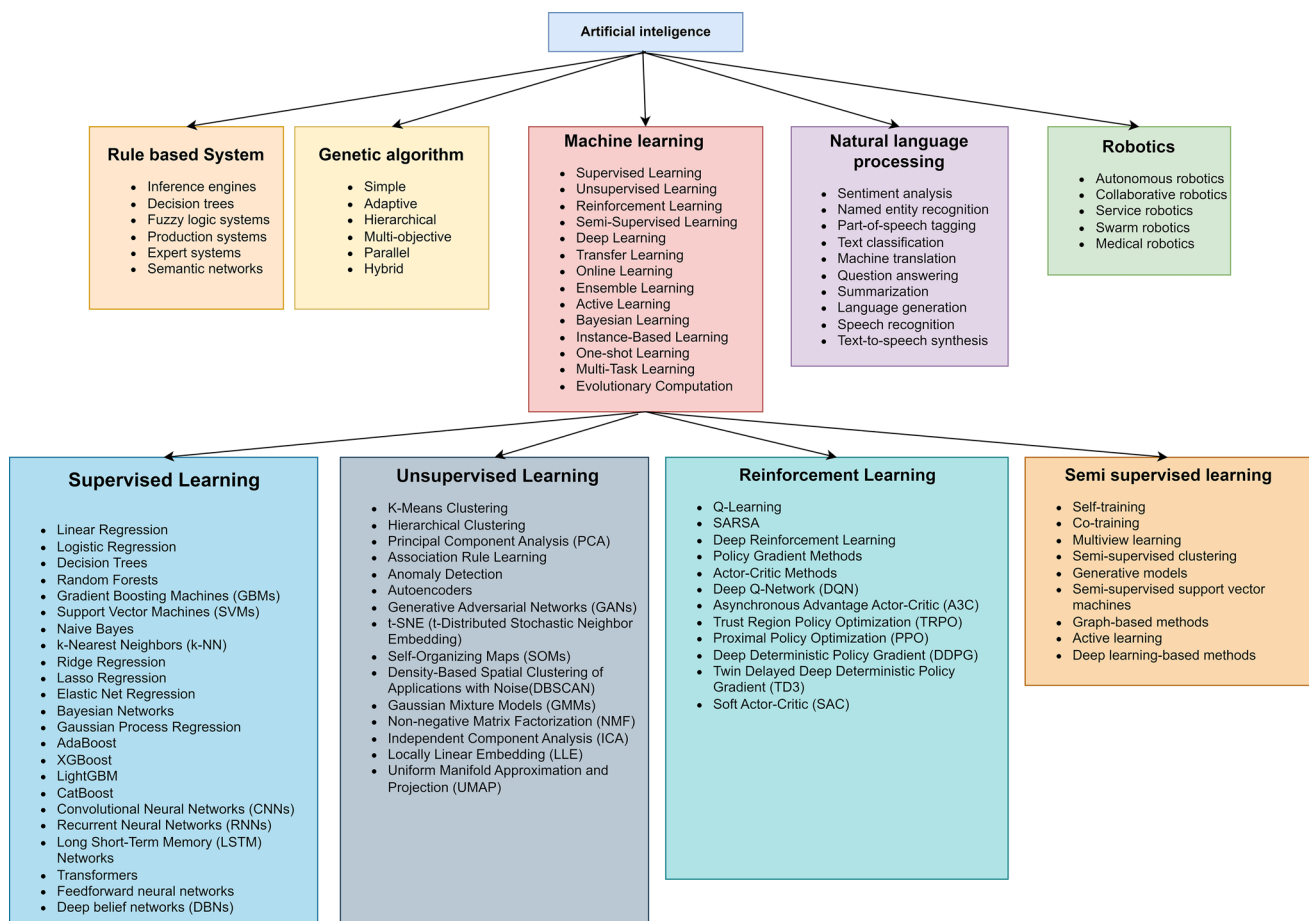 Artificial inteligence
Rule based System
• Inference engines
• Decision trees
• Fuzzy logic systems
• Production systems
• Expert systems
• Semantic networks
Genetic algorithm
• Simple
• Adaptive
• Hierarchical
• Multi-objective
• Parallel
• Hybrid
Machine learning
• Supervised Learning
• Unsupervised Learning
• Reinforcement Learning
• Semi-Supervised Learning
• Deep Learning
• Transfer Learning
• Online Learning
• Ensemble Learning
• Active Learning
• Bayesian Learning
• Instance-Based Learning
• One-shot Learning
• Multi-Task Learning
• Evolutionary Computation
Natural language
processing
• Sentiment analysis
• Named entity recognition
• Part-of-speech tagging
• Text classification
• Machine translation
• Question answering
• Summarization
• Language generation
• Speech recognition
• Text-to-speech synthesis
Robotics
• Autonomous robotics
• Collaborative robotics
• Service robotics
• Swarm robotics
• Medical robotics
Supervised Learning
• Linear Regression
• Logistic Regression
• Decision Trees
• Random Forests
• Gradient Boosting Machines (GBMs)
• Support Vector Machines (SVMs)
• Naive Bayes
• k-Nearest Neighbors (k-NN)
• Ridge Regression
• Lasso Regression
• Elastic Net Regression
• Bayesian Networks
• Gaussian Process Regression
• AdaBoost
• XGBoost
• LightGBM
• CatBoost
• Convolutional Neural Networks (CNNs)
• Recurrent Neural Networks (RNNs)
• Long Short-Term Memory (LSTM)
Networks
• Transformers
• Feedforward neural networks
• Deep belief networks (DBNs)
Unsupervised Learning
• K-Means Clustering
• Hierarchical Clustering
• Principal Component Analysis (PCA)
• Association Rule Learning
• Anomaly Detection
• Autoencoders
• Generative Adversarial Networks (GANs)
• t-SNE (t-Distributed Stochastic Neighbor
Embedding)
• Self-Organizing Maps (SOMs)
• Density-Based Spatial Clustering of
Applications with Noise(DBSCAN)
• Gaussian Mixture Models (GMMs)
• Non-negative Matrix Factorization (NMF)
• Independent Component Analysis (ICA)
• Locally Linear Embedding (LLE)
• Uniform Manifold Approximation and
Projection (UMAP)
Reinforcement Learning
• Q-Learning
• SARSA
• Deep Reinforcement Learning
• Policy Gradient Methods
• Actor-Critic Methods
• Deep Q-Network (DQN)
• Asynchronous Advantage Actor-Critic (A3C)
• Trust Region Policy Optimization (TRPO)
• Proximal Policy Optimization (PPO)
• Deep Deterministic Policy Gradient (DDPG)
• Twin Delayed Deep Deterministic Policy
Gradient (TD3)
• Soft Actor-Critic (SAC)
Semi supervised learning
• Self-training
• Co-training
• Multiview learning
• Semi-supervised clustering
• Generative models
• Semi-supervised support vector
machines
• Graph-based methods
• Active learning
• Deep learning-based methods